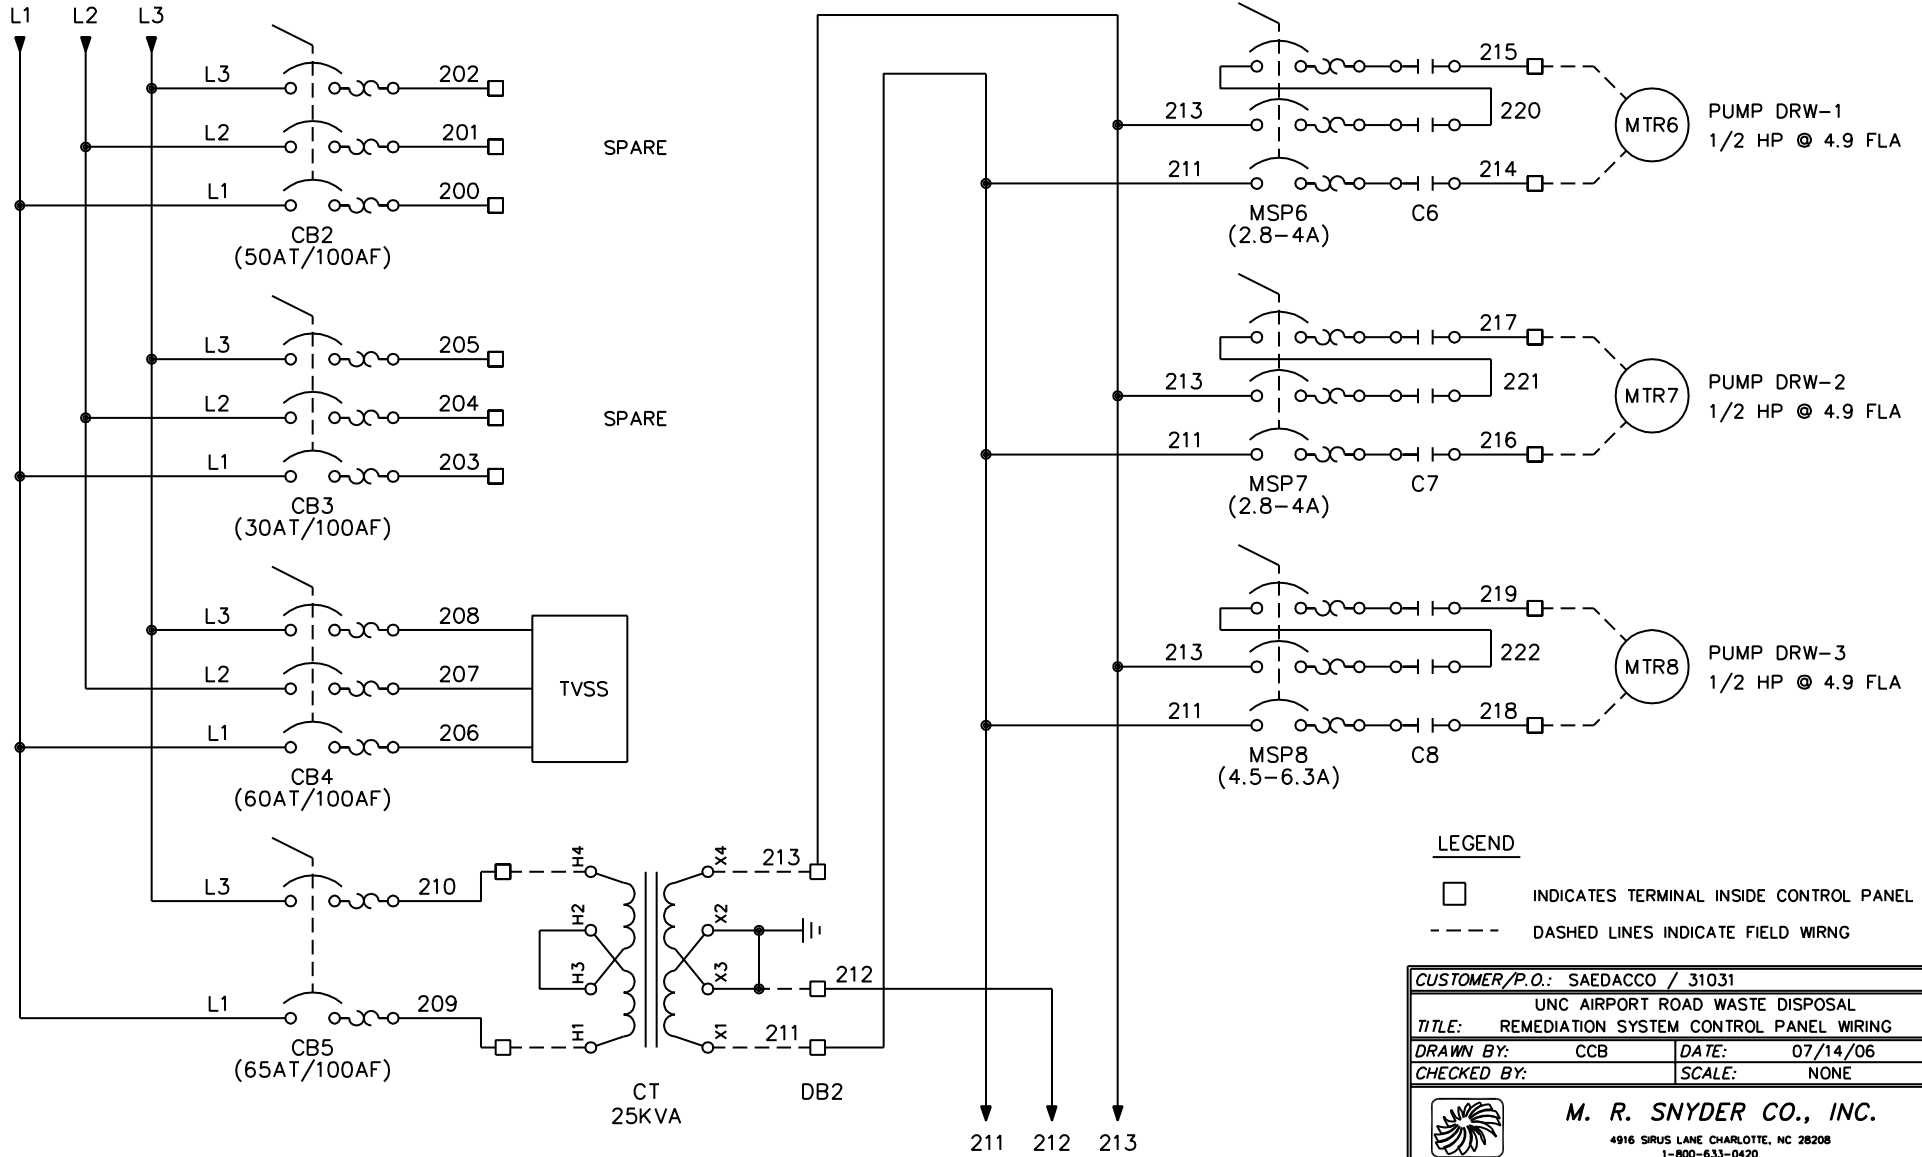 L1 L2 L3
L3 202
L2 201
SPARE
L1 200
CB2
(50AT/100AF)
L3 205
L2 204
SPARE
L1 203
CB3
(30AT/100AF)
L3 208
L2 207
TVSS
L1 206
CB4
(60AT/100AF)
L3 210
L1 209
CB5
(65AT/100AF)
H4
H2
H3
H1
X4
X2
X3
X1
213
212
211
CT
25KVA
DB2
211 212 213
215
213
220
211
214
MSP6
(2.8-4A)
C6
MTR6
PUMP DRW-1
1/2 HP @ 4.9 FLA
217
213
221
211
216
MSP7
(2.8-4A)
C7
MTR7
PUMP DRW-2
1/2 HP @ 4.9 FLA
219
213
222
211
218
MSP8
(4.5-6.3A)
C8
MTR8
PUMP DRW-3
1/2 HP @ 4.9 FLA
LEGEND
INDICATES TERMINAL INSIDE CONTROL PANEL
DASHED LINES INDICATE FIELD WIRNG
CUSTOMER/P.O.: SAEDACCO / 31031
UNC AIRPORT ROAD WASTE DISPOSAL
TITLE: REMEDIATION SYSTEM CONTROL PANEL WIRING
DRAWN BY: CCB DATE: 07/14/06
CHECKED BY: SCALE: NONE
M. R. SNYDER CO., INC.
4916 SIRUS LANE CHARLOTTE, NC 28208
1-800-633-0420